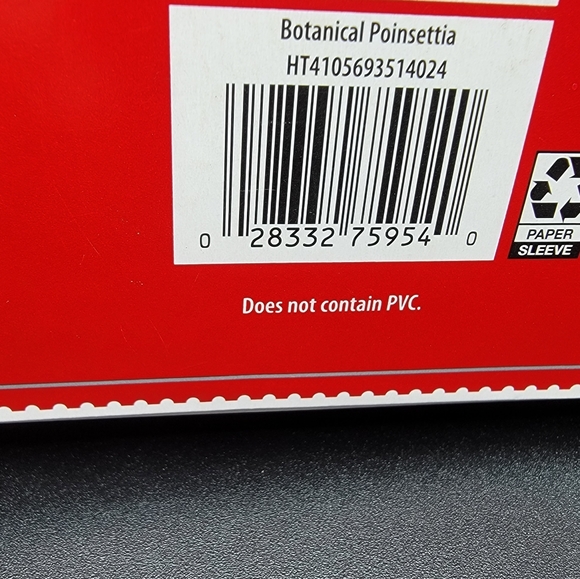 Botanical Poinsettia
HT4105693514024
0 28332 75954 0
PAPER
SLEEVE
Does not contain PVC.